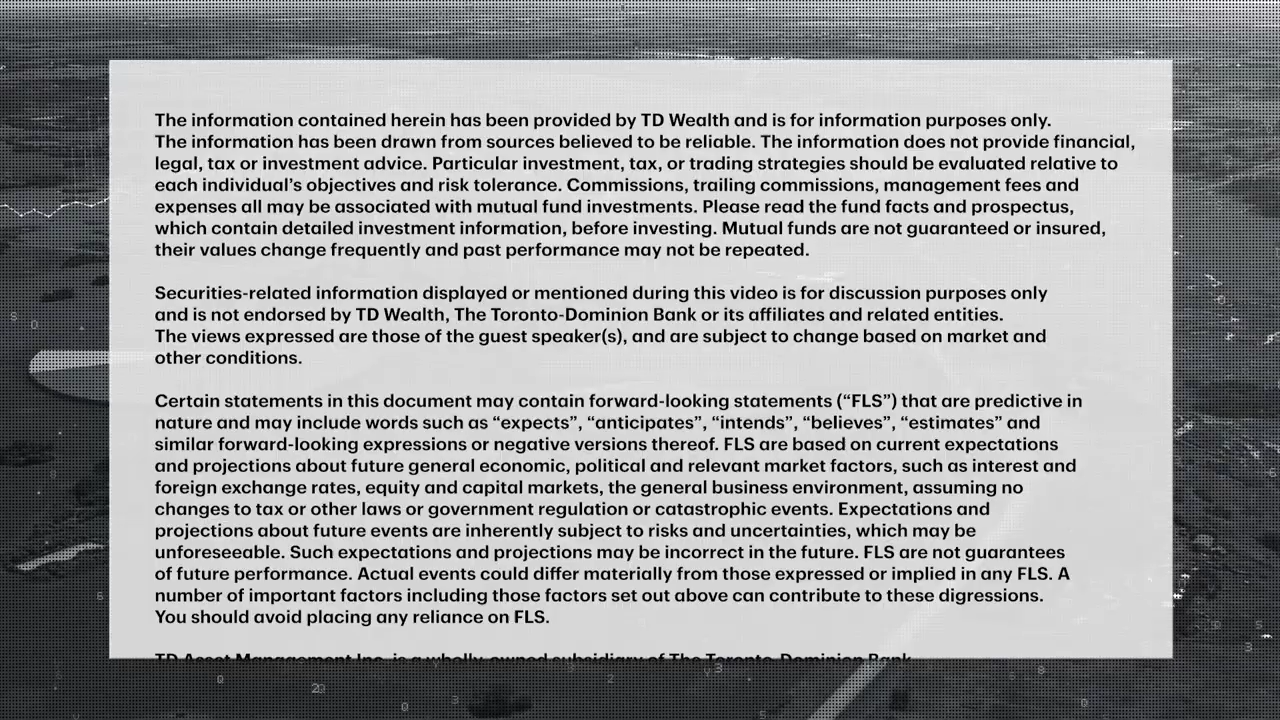 The information contained herein has been provided by TD Wealth and is for information purposes only.
The information has been drawn from sources believed to be reliable. The information does not provide financial,
legal, tax or investment advice. Particular investment, tax, or trading strategies should be evaluated relative to
each individual’s objectives and risk tolerance. Commissions, trailing commissions, management fees and
expenses all may be associated with mutual fund investments. Please read the fund facts and prospectus,
which contain detailed investment information, before investing. Mutual funds are not guaranteed or insured,
their values change frequently and past performance may not be repeated.
Securities-related information displayed or mentioned during this video is for discussion purposes only
and is not endorsed by TD Wealth, The Toronto-Dominion Bank or its affiliates and related entities.
The views expressed are those of the guest speaker(s), and are subject to change based on market and
other conditions.
Certain statements in this document may contain forward-looking statements (“FLS”) that are predictive in
nature and may include words such as “expects”, “anticipates”, “intends”, “believes”, “estimates” and
similar forward-looking expressions or negative versions thereof. FLS are based on current expectations
and projections about future general economic, political and relevant market factors, such as interest and
foreign exchange rates, equity and capital markets, the general business environment, assuming no
changes to tax or other laws or government regulation or catastrophic events. Expectations and
projections about future events are inherently subject to risks and uncertainties, which may be
unforeseeable. Such expectations and projections may be incorrect in the future. FLS are not guarantees
of future performance. Actual events could differ materially from those expressed or implied in any FLS. A
number of important factors including those factors set out above can contribute to these digressions.
You should avoid placing any reliance on FLS.
TD Asset Management Inc. is a wholly-owned subsidiary of The Toronto-Dominion Bank